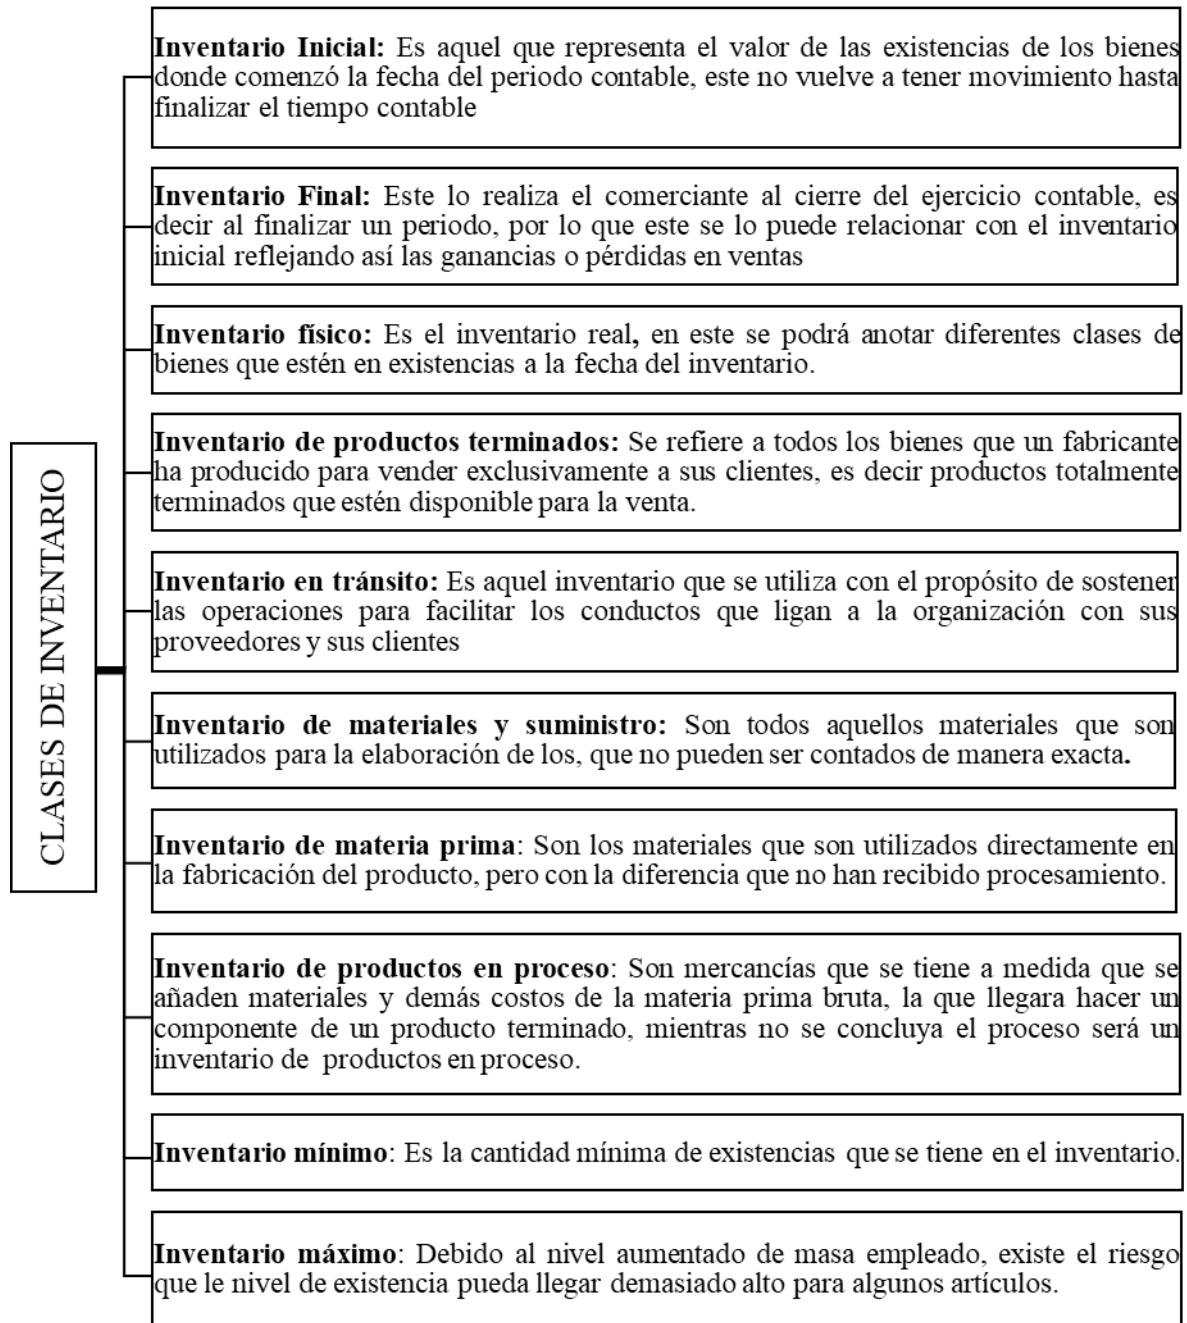 CLASES DE INVENTARIO
Inventario Inicial: Es aquel que representa el valor de las existencias de los bienes
donde comenzó la fecha del periodo contable, este no vuelve a tener movimiento hasta
finalizar el tiempo contable
Inventario Final: Este lo realiza el comerciante al cierre del ejercicio contable, es
decir al finalizar un periodo, por lo que este se lo puede relacionar con el inventario
inicial reflejando así las ganancias o pérdidas en ventas
Inventario físico: Es el inventario real, en este se podrá anotar diferentes clases de
bienes que estén en existencias a la fecha del inventario.
Inventario de productos terminados: Se refiere a todos los bienes que un fabricante
ha producido para vender exclusivamente a sus clientes, es decir productos totalmente
terminados que estén disponible para la venta.
Inventario en tránsito: Es aquel inventario que se utiliza con el propósito de sostener
las operaciones para facilitar los conductos que ligan a la organización con sus
proveedores y sus clientes
Inventario de materiales y suministro: Son todos aquellos materiales que son
utilizados para la elaboración de los, que no pueden ser contados de manera exacta.
Inventario de materia prima: Son los materiales que son utilizados directamente en
la fabricación del producto, pero con la diferencia que no han recibido procesamiento.
Inventario de productos en proceso: Son mercancías que se tiene a medida que se
añaden materiales y demás costos de la materia prima bruta, la que llegara hacer un
componente de un producto terminado, mientras no se concluya el proceso será un
inventario de productos en proceso.
Inventario mínimo: Es la cantidad mínima de existencias que se tiene en el inventario.
Inventario máximo: Debido al nivel aumentado de masa empleado, existe el riesgo
que le nivel de existencia pueda llegar demasiado alto para algunos artículos.